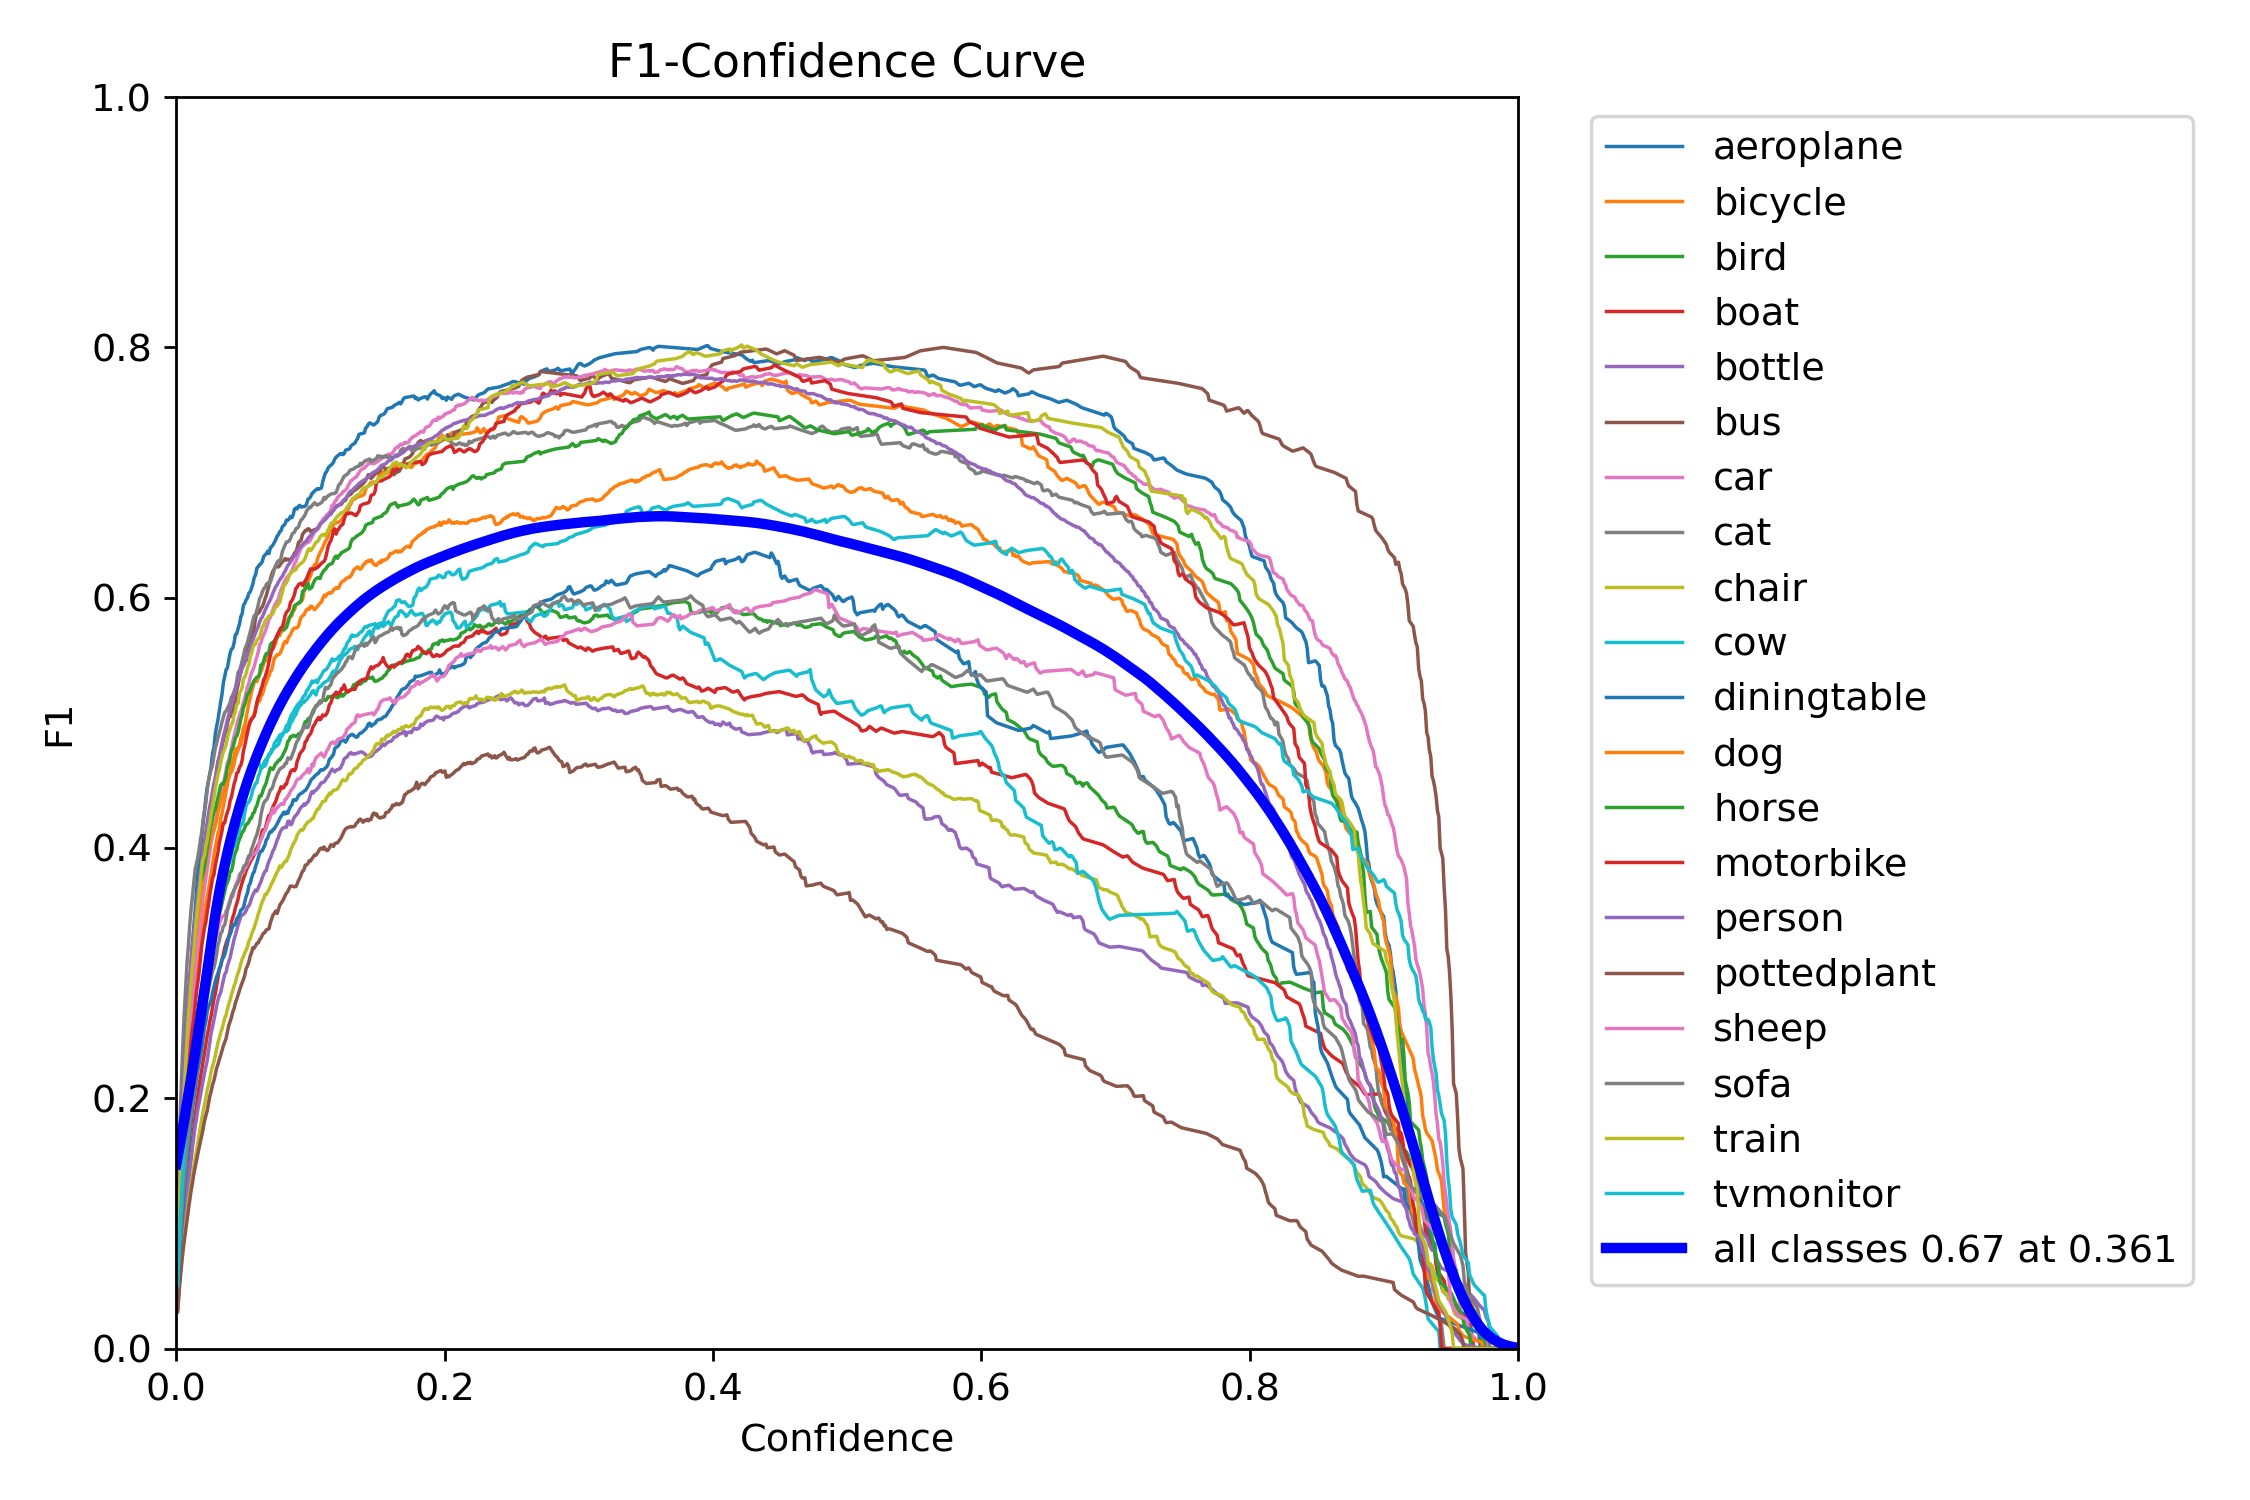 F1-Confidence Curve
1.0
0.8
0.6
0.4
0.2
0.0
F1
0.0 0.2 0.4 0.6 0.8 1.0
Confidence
aeroplane
bicycle
bird
boat
bottle
bus
car
cat
chair
cow
diningtable
dog
horse
motorbike
person
pottedplant
sheep
sofa
train
tvmonitor
all classes 0.67 at 0.361